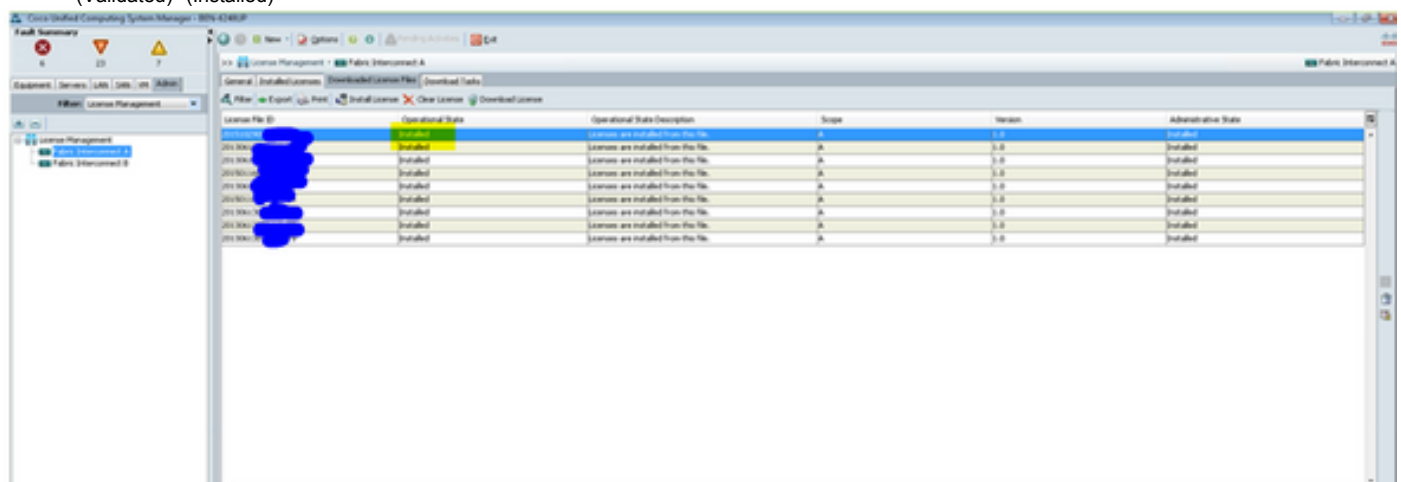 (Validated) (Installed)
Cisco Unified Computing System Manager - BEN-6248UP
Fault Summary
6 23 7
New Options Pending Activities Exit
>> License Management Fabric Interconnect A
Fabric Interconnect A
Equipment Servers LAN SAN VM Admin
General Installed Licenses Downloaded License Files Download Tasks
Filter: License Management
Filter Export Print Install License Clear License Download License
License File ID Operational State Operational State Description Scope Version Administrative State
License Management
Fabric Interconnect A
Fabric Interconnect B
Installed Licenses are installed from this file. A 1.0 Installed
Installed Licenses are installed from this file. A 1.0 Installed
Installed Licenses are installed from this file. A 1.0 Installed
Installed Licenses are installed from this file. A 1.0 Installed
Installed Licenses are installed from this file. A 1.0 Installed
Installed Licenses are installed from this file. A 1.0 Installed
Installed Licenses are installed from this file. A 1.0 Installed
Installed Licenses are installed from this file. A 1.0 Installed
Installed Licenses are installed from this file. A 1.0 Installed